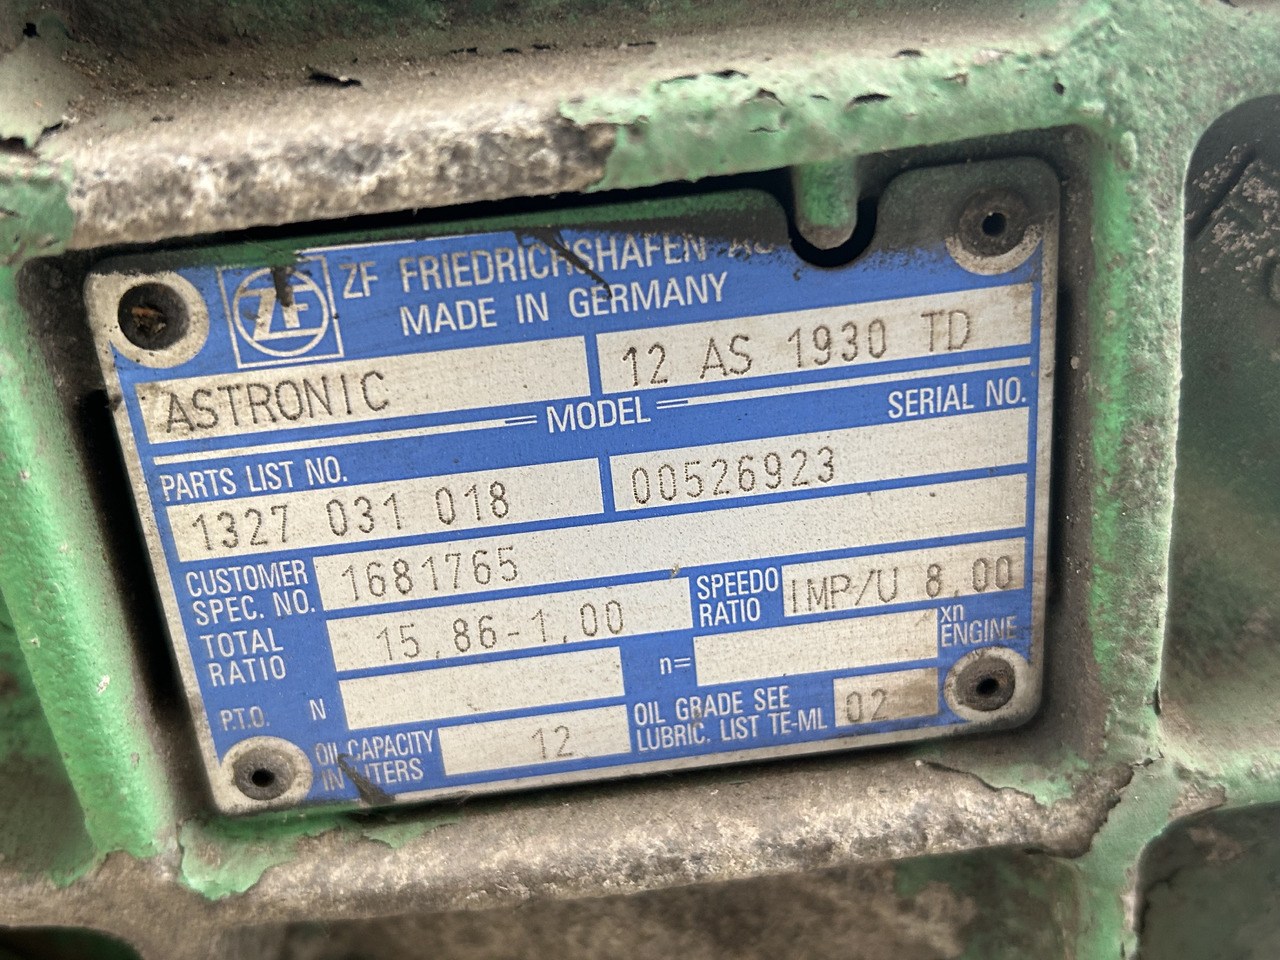 ZF
ZF FRIEDRICHSHAFEN AG
MADE IN GERMANY
ASTRONIC
12 AS 1930 TD
MODEL
PARTS LIST NO.
SERIAL NO.
1327 031 018
00526923
CUSTOMER
SPEC. NO.
1681765
TOTAL
RATIO
15,86-1,00
SPEEDO
RATIO
IMP/U 8,00
P.T.O.
N
n=
xn
ENGINE
OIL CAPACITY
IN LITERS
12
OIL GRADE SEE
LUBRIC. LIST TE-ML
02